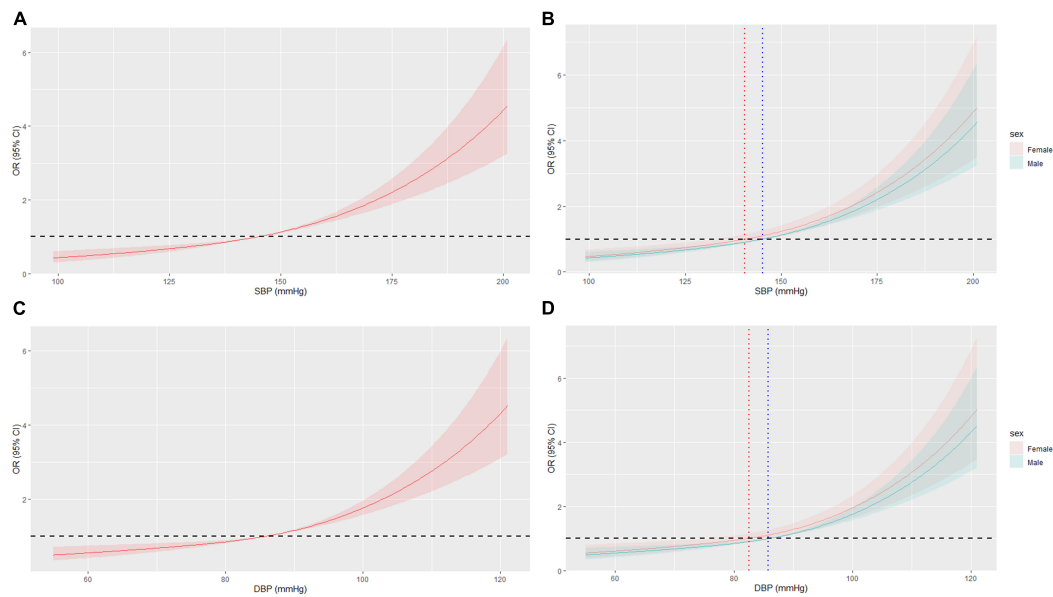 A
OR (95% CI)
6
4
2
0
100
125
150
175
200
SBP (mmHg)
B
OR (95% CI)
6
4
2
0
100
125
150
175
200
SBP (mmHg)
sex
Female
Male
C
OR (95% CI)
6
4
2
60
80
100
120
DBP (mmHg)
D
OR (95% CI)
6
4
2
0
60
80
100
120
DBP (mmHg)
sex
Female
Male